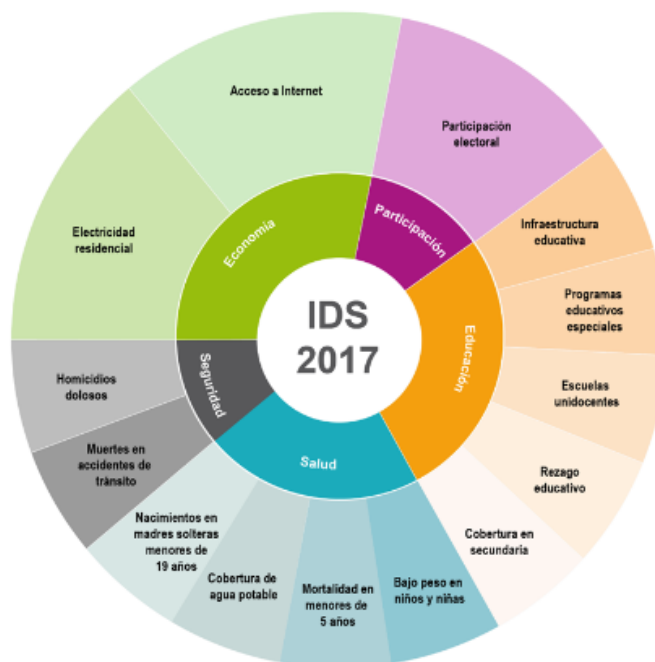 Acceso a Internet
Participación
electoral
Electricidad
residencial
Economía
Participación
Infraestructura
educativa
Programas
educativos
especiales
IDS
2017
Educación
Seguridad
Homicidios
dolosos
Escuelas
unidocentes
Muertes en
accidentes de
trànsito
Salud
Rezago
educativo
Nacimientos en
madres solteras
menores de
19 años
Cobertura en
secundaria
Cobertura de
agua potable
Mortalidad en
menores de
5 años
Bajo peso en
niños y niñas